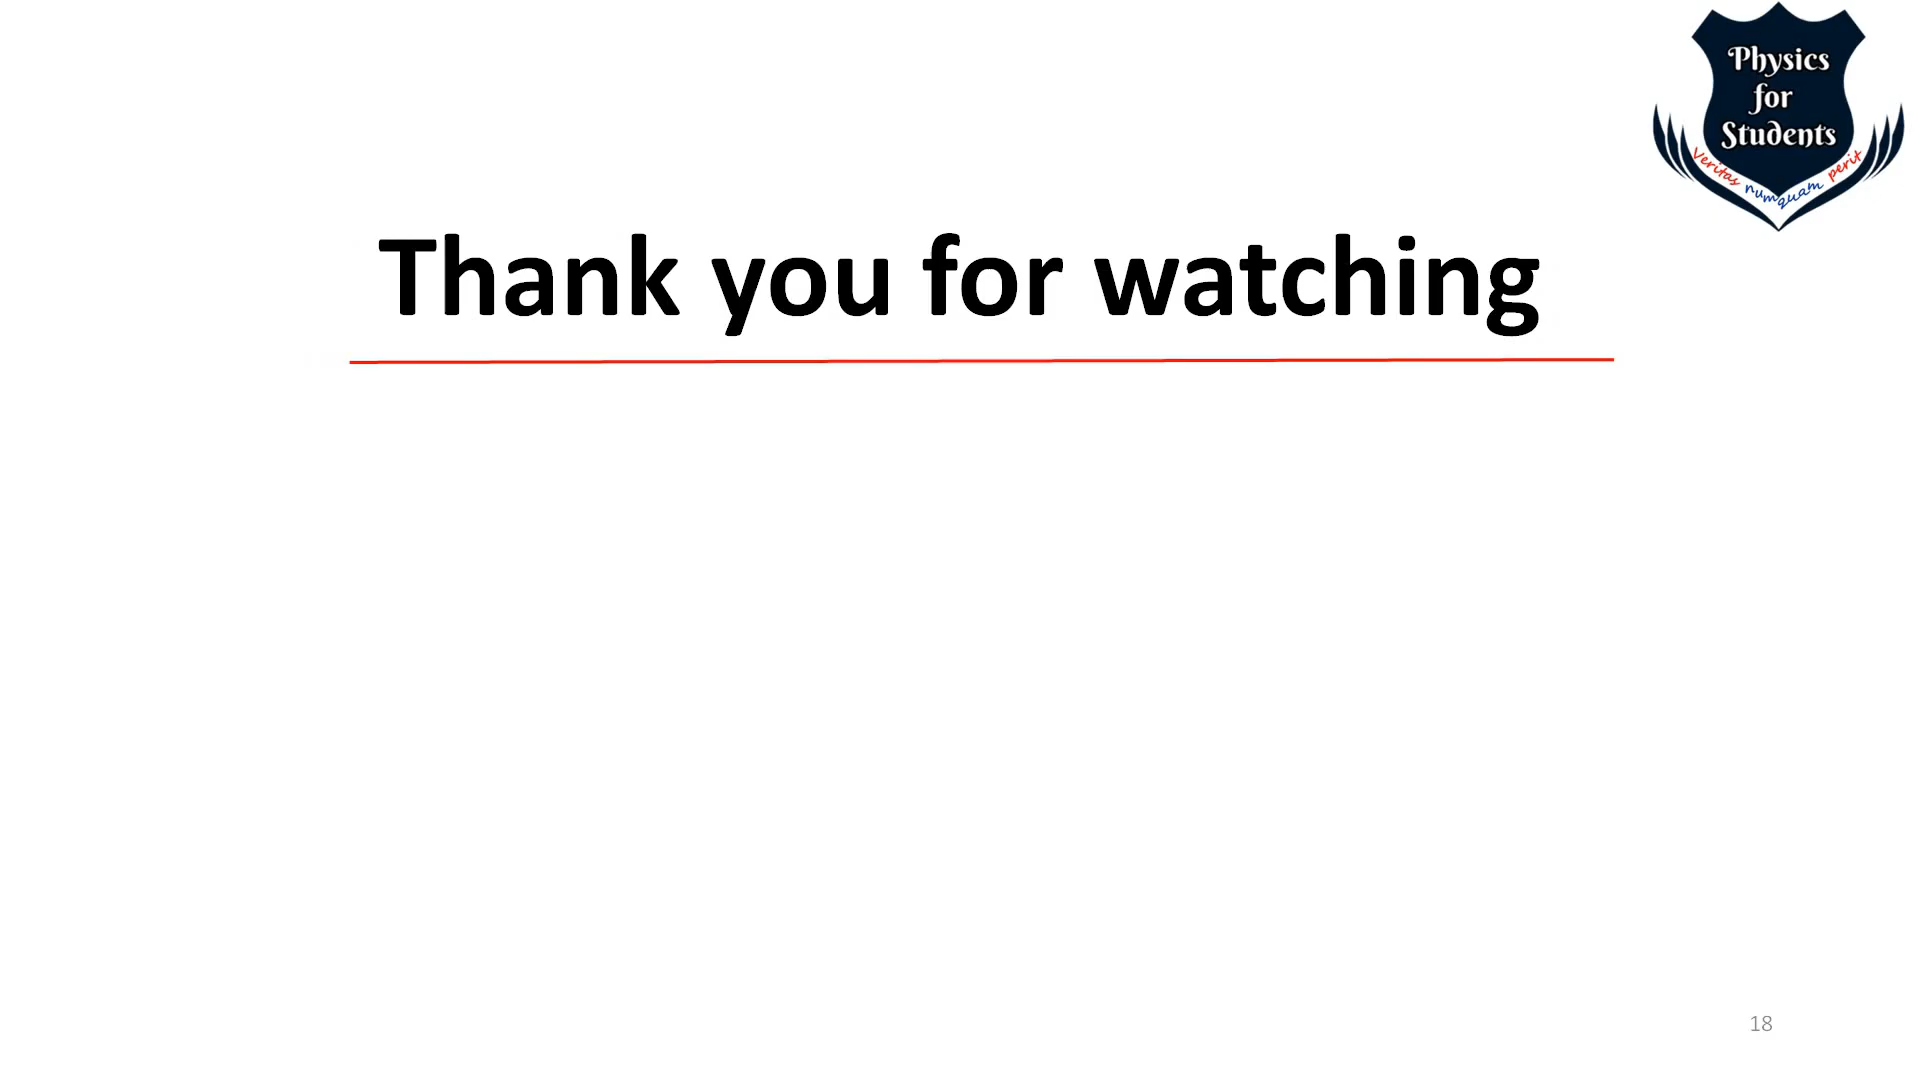 Physics
for
Students
Veritas numquam perit
Thank you for watching
18